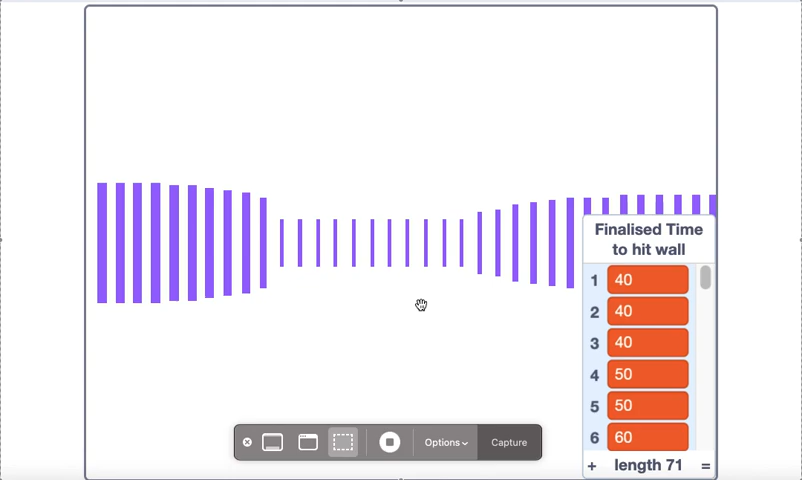 Finalised Time
to hit wall
1 40
2 40
3 40
4 50
5 50
6 60
+ length 71 =
Options
Capture